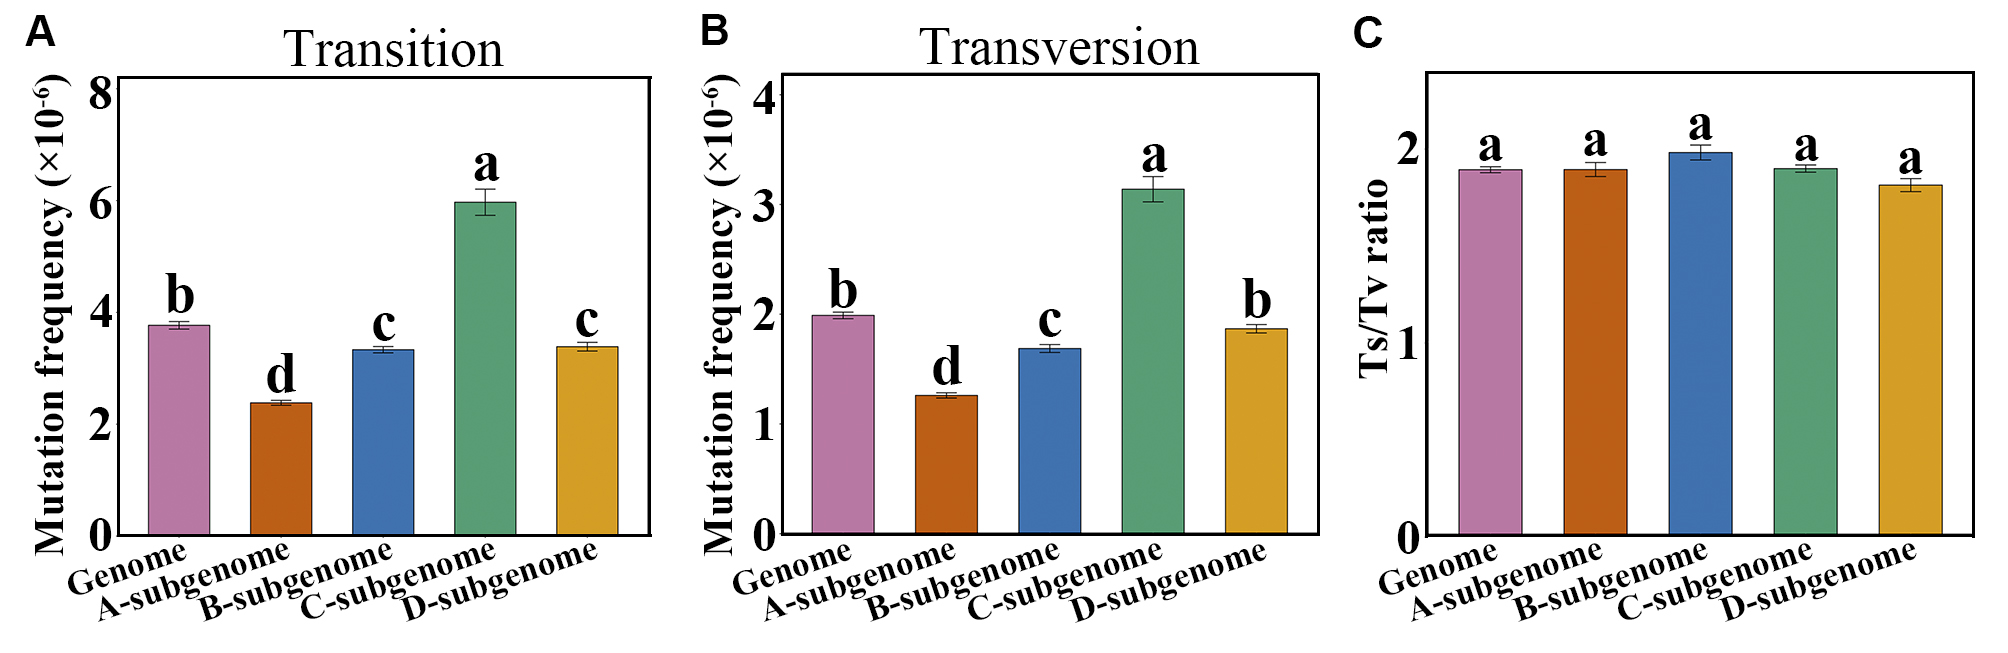 A
Transition
Mutation frequency (×10-6)
8
6
4
2
0
b
d
c
a
c
Genome
A-subgenome
B-subgenome
C-subgenome
D-subgenome
B
Transversion
Mutation frequency (×10-6)
4
3
2
1
0
b
d
c
a
b
Genome
A-subgenome
B-subgenome
C-subgenome
D-subgenome
C
Ts/Tv ratio
2
1
0
a
a
a
a
a
Genome
A-subgenome
B-subgenome
C-subgenome
D-subgenome